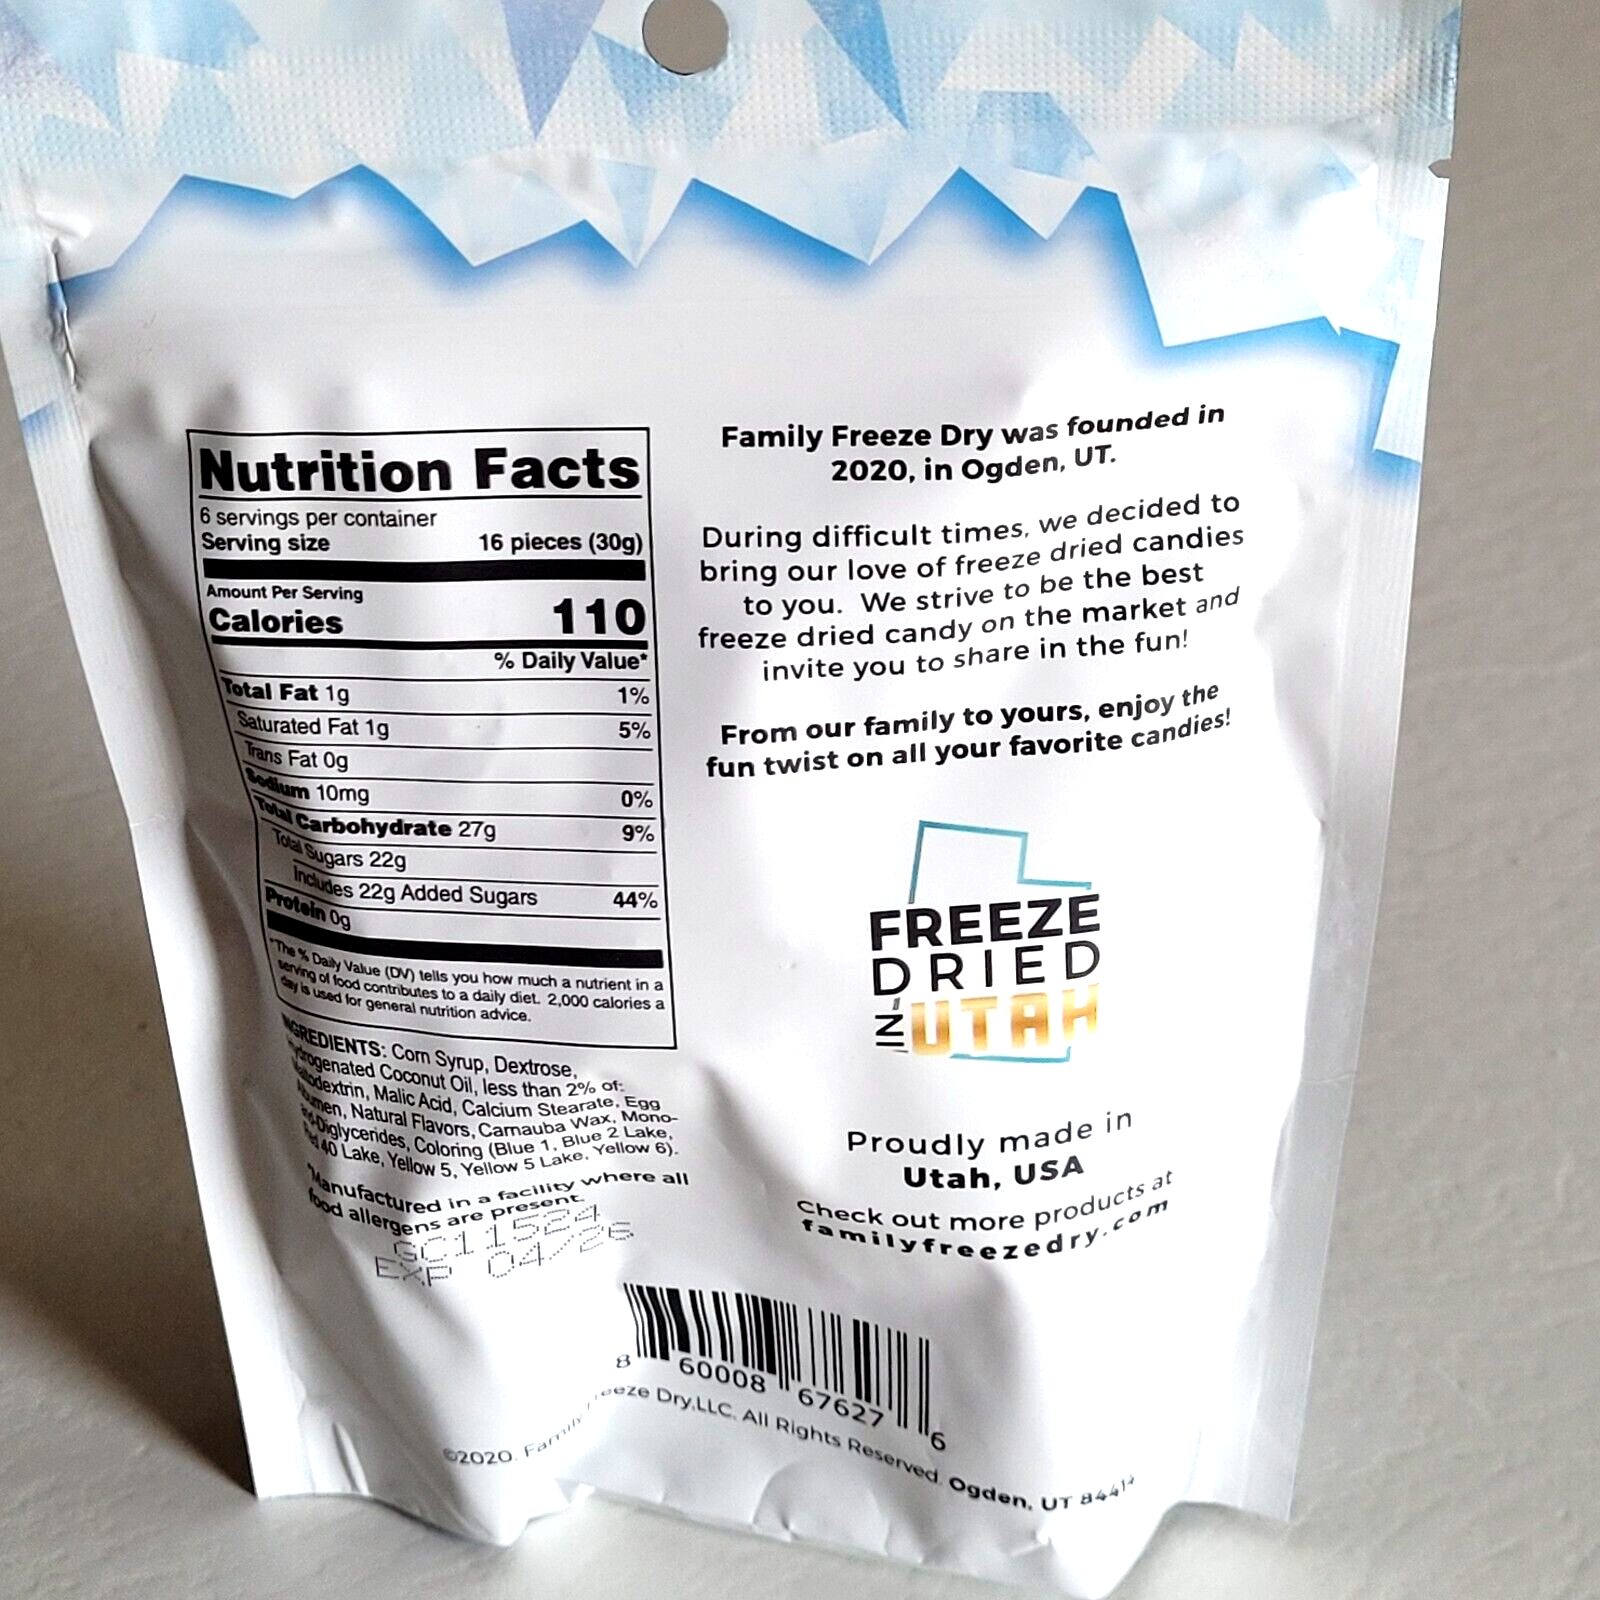 Nutrition Facts
6 servings per container
Serving size 16 pieces (30g)
Amount Per Serving
Calories 110
% Daily Value*
Total Fat 1g 1%
Saturated Fat 1g 5%
Trans Fat 0g
Sodium 10mg 0%
Total Carbohydrate 27g 9%
Total Sugars 22g
Includes 22g Added Sugars 44%
Protein 0g
*The % Daily Value (DV) tells you how much a nutrient in a
serving of food contributes to a daily diet. 2,000 calories a
day is used for general nutrition advice.
INGREDIENTS: Corn Syrup, Dextrose,
Hydrogenated Coconut Oil, less than 2% of:
Maltodextrin, Malic Acid, Calcium Stearate, Egg
Albumen, Natural Flavors, Carnauba Wax, Mono-
and-Diglycerides, Coloring (Blue 1, Blue 2 Lake,
Red 40 Lake, Yellow 5, Yellow 5 Lake, Yellow 6).
*Manufactured in a facility where all
food allergens are present.
GC11524
EXP 04/26
Family Freeze Dry was founded in
2020, in Ogden, UT.
During difficult times, we decided to
bring our love of freeze dried candies
to you. We strive to be the best
freeze dried candy on the market and
invite you to share in the fun!
From our family to yours, enjoy the
fun twist on all your favorite candies!
FREEZE
DRIED
IN UTAH
Proudly made in
Utah, USA
Check out more products at
familyfreezedry.com
8 60008 67627 6
©2020. Family Freeze Dry,LLC. All Rights Reserved. Ogden, UT 84414